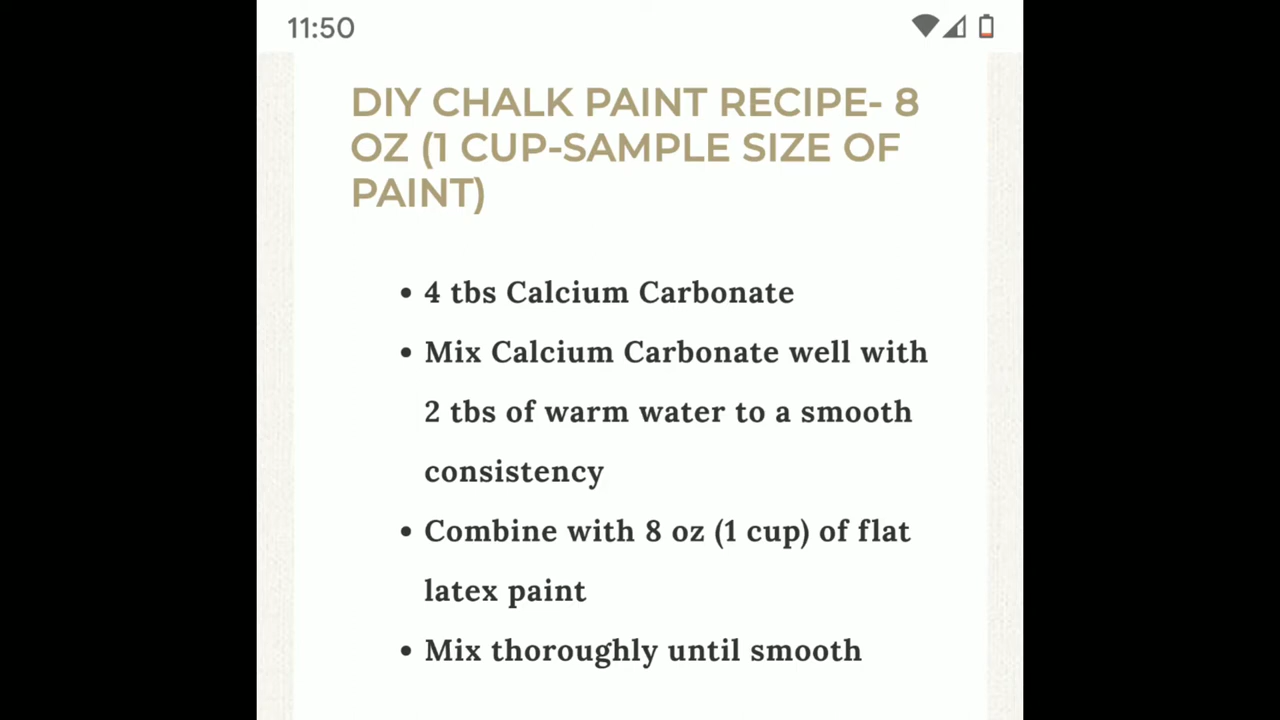 11:50
DIY CHALK PAINT RECIPE- 8
OZ (1 CUP-SAMPLE SIZE OF
PAINT)
• 4 tbs Calcium Carbonate
• Mix Calcium Carbonate well with
2 tbs of warm water to a smooth
consistency
• Combine with 8 oz (1 cup) of flat
latex paint
• Mix thoroughly until smooth